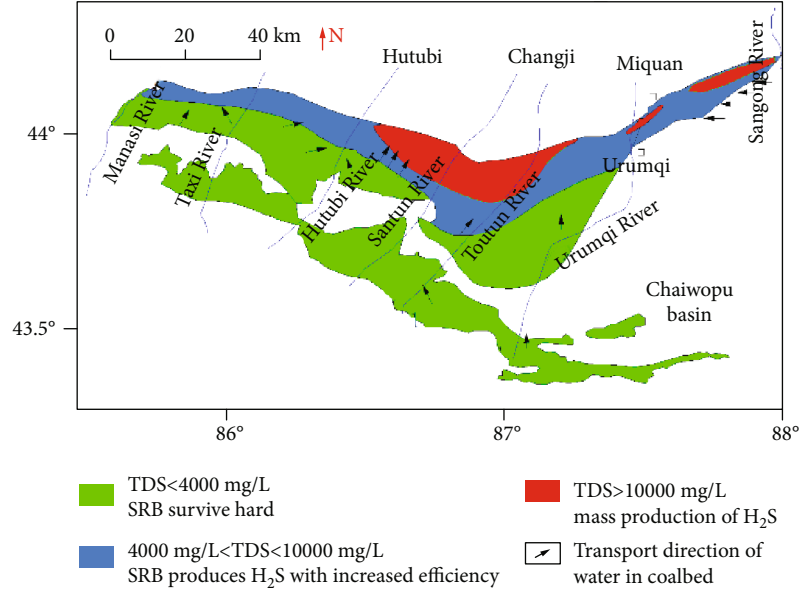 0 20 40 km
N
Hutubi
Changji
Miquan
Sangong River
44°
Manasi River
Taxi River
Hutubi River
Santun River
Toutun River
Urumqi
Urumqi River
Chaiwopu
basin
43.5°
86° 87° 88°
TDS<4000 mg/L
SRB survive hard
4000 mg/L<TDS<10000 mg/L
SRB produces H₂S with increased efficiency
TDS>10000 mg/L
mass production of H₂S
Transport direction of
water in coalbed